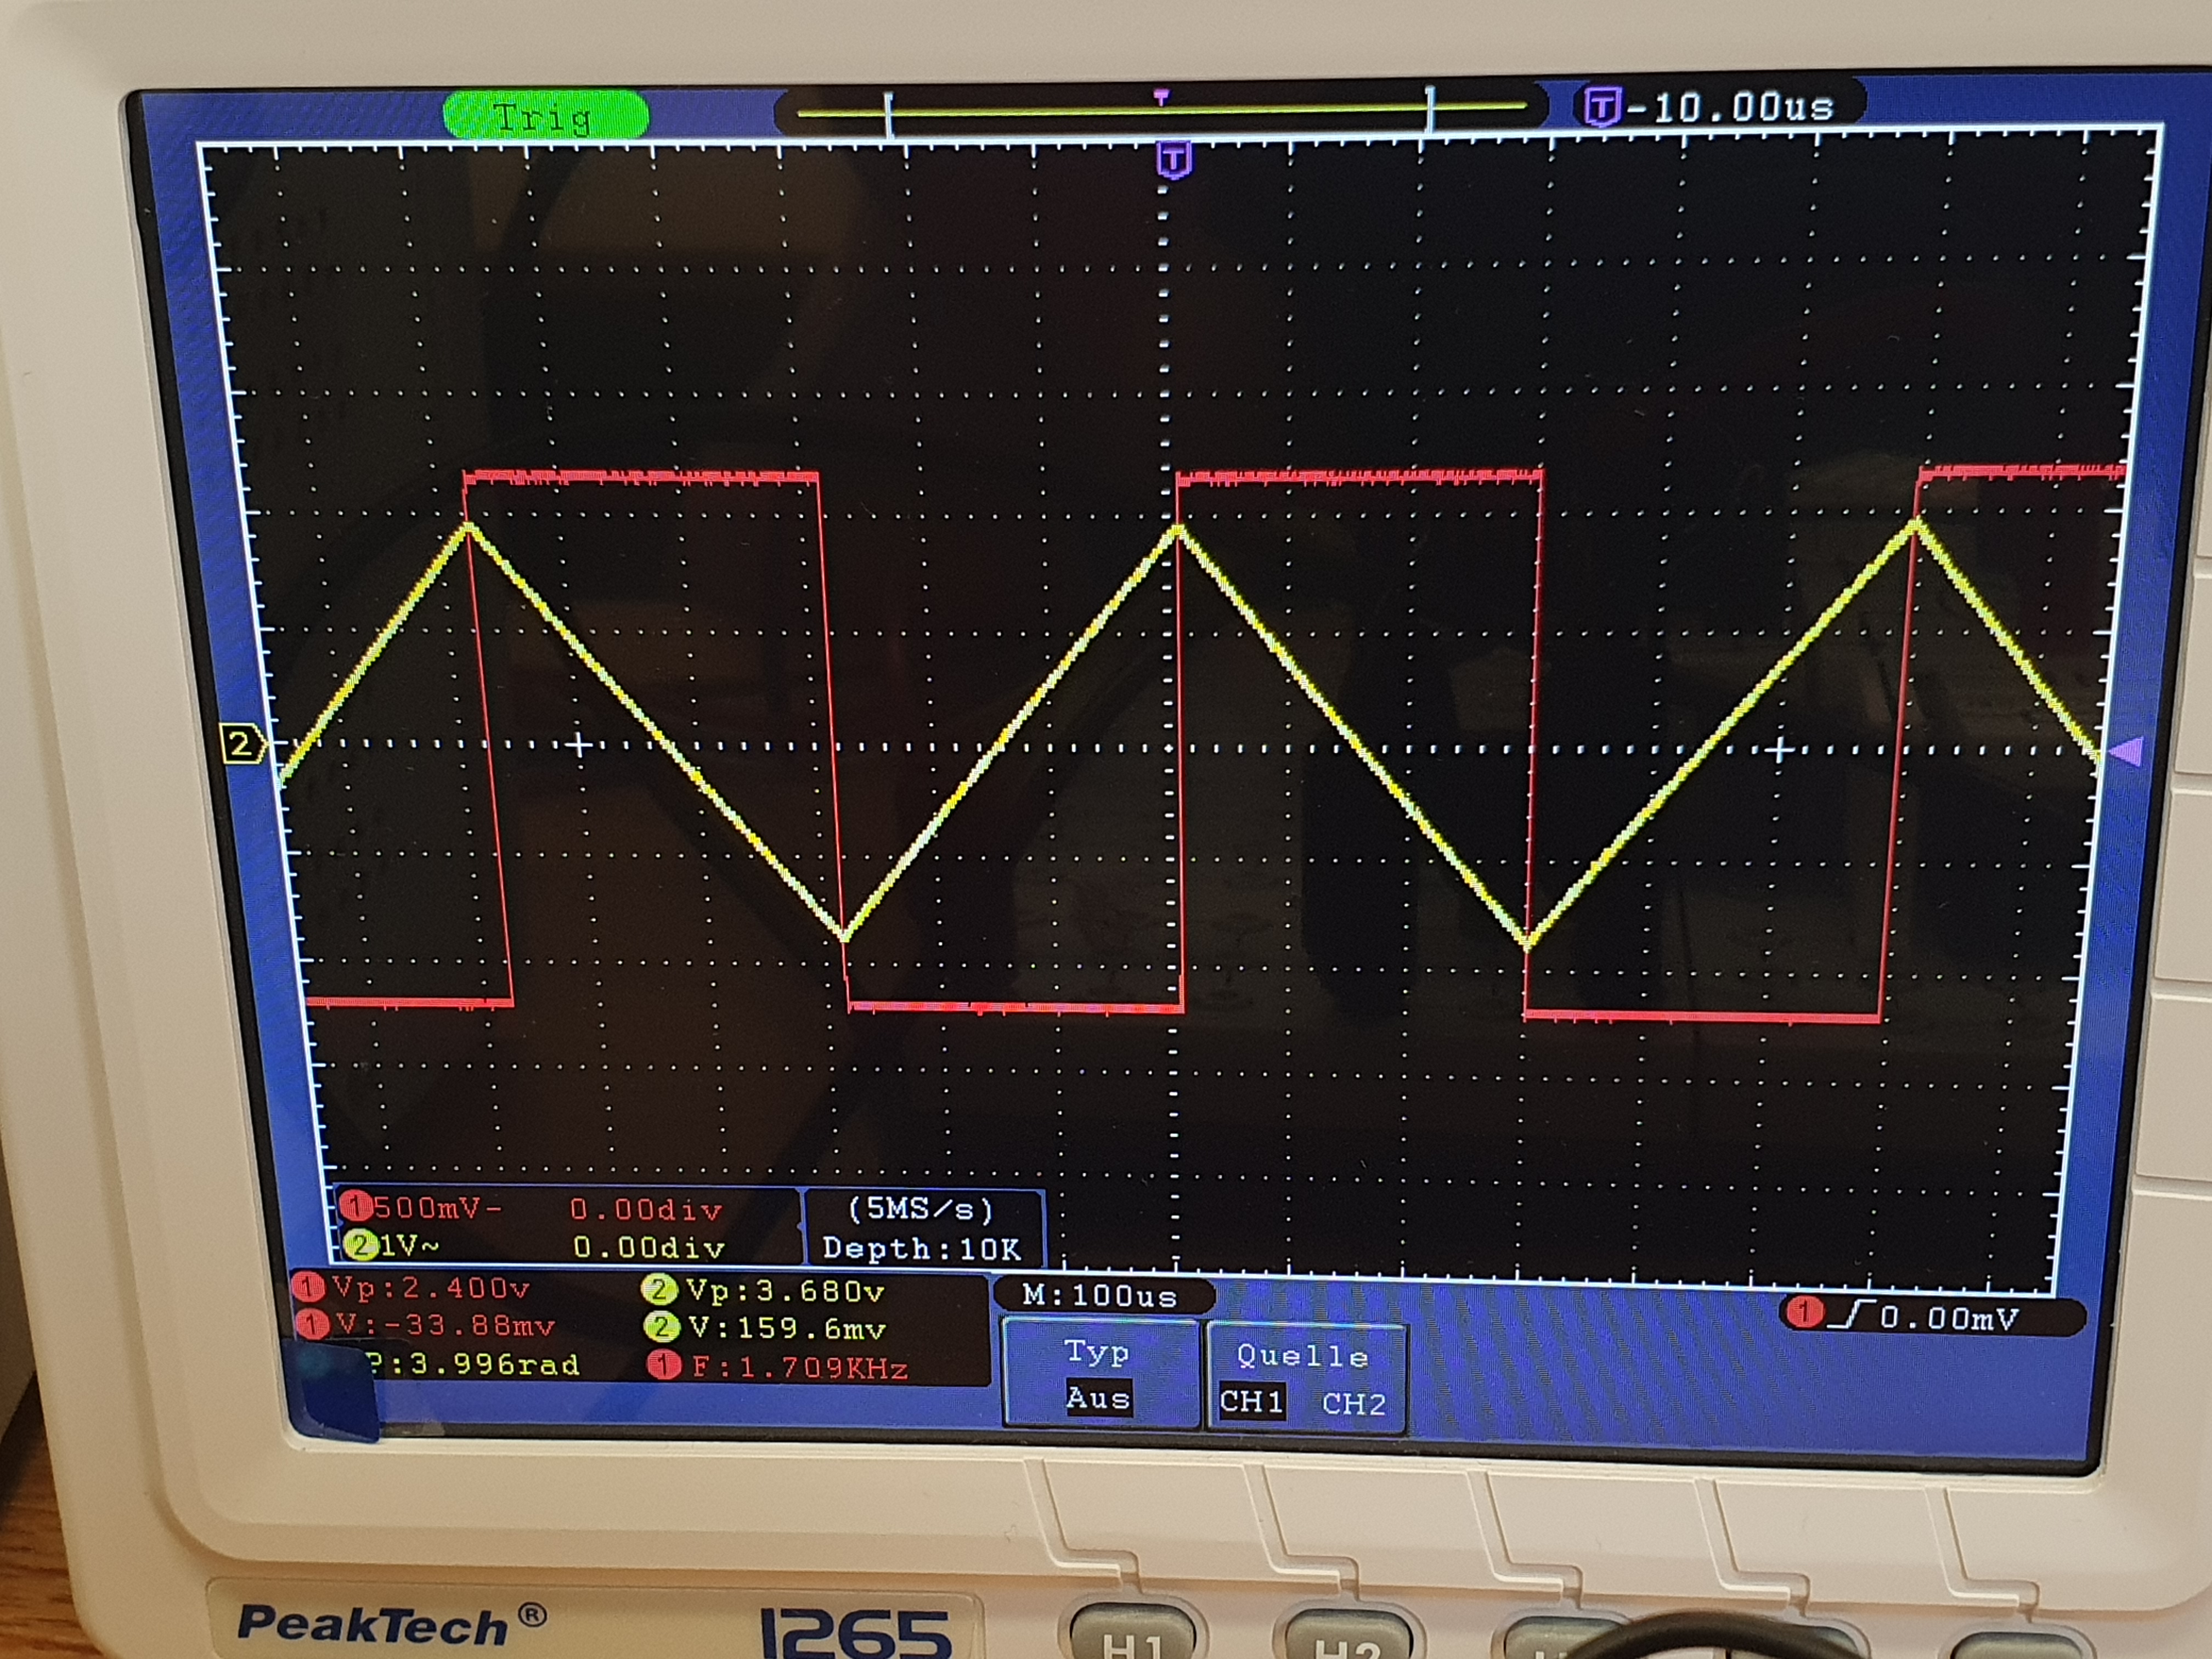 Trig
T-10.00us
T
2
1 500mV- 0.00div
2 1V~ 0.00div
(5MS/s)
Depth:10K
1 Vp:2.400v 2 Vp:3.680v
1 V:-33.88mv 2 V:159.6mv
P:3.996rad 1 F:1.709KHz
M:100us
1 0.00mV
Typ
Aus
Quelle
CH1 CH2
PeakTech® 1265
H1 H2